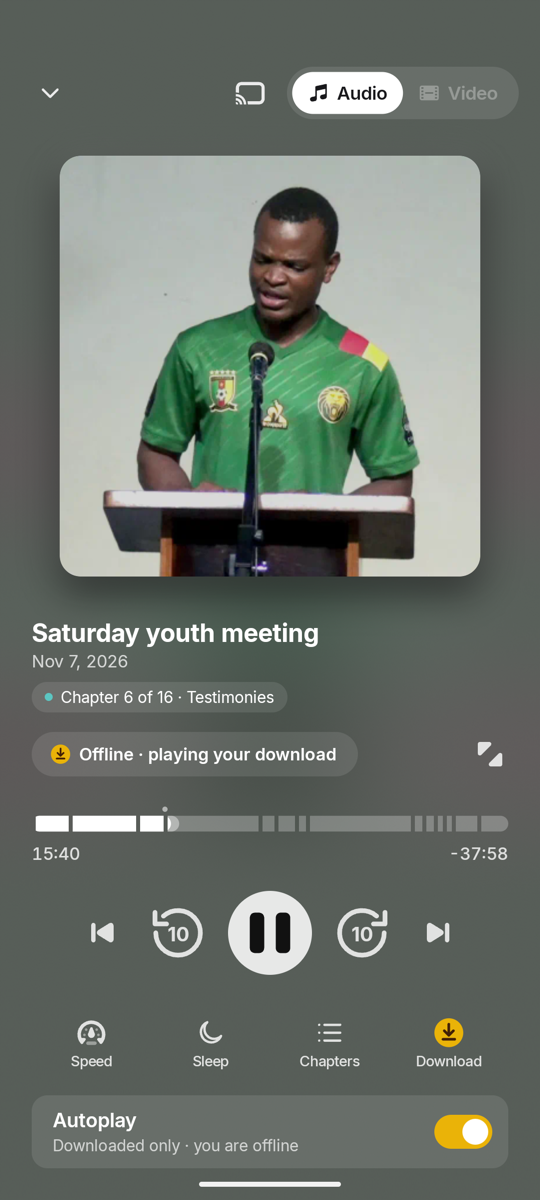 Audio
Video
Saturday youth meeting
Nov 7, 2026
Chapter 6 of 16 · Testimonies
Offline · playing your download
15:40
-37:58
10
10
Speed
Sleep
Chapters
Download
Autoplay
Downloaded only · you are offline